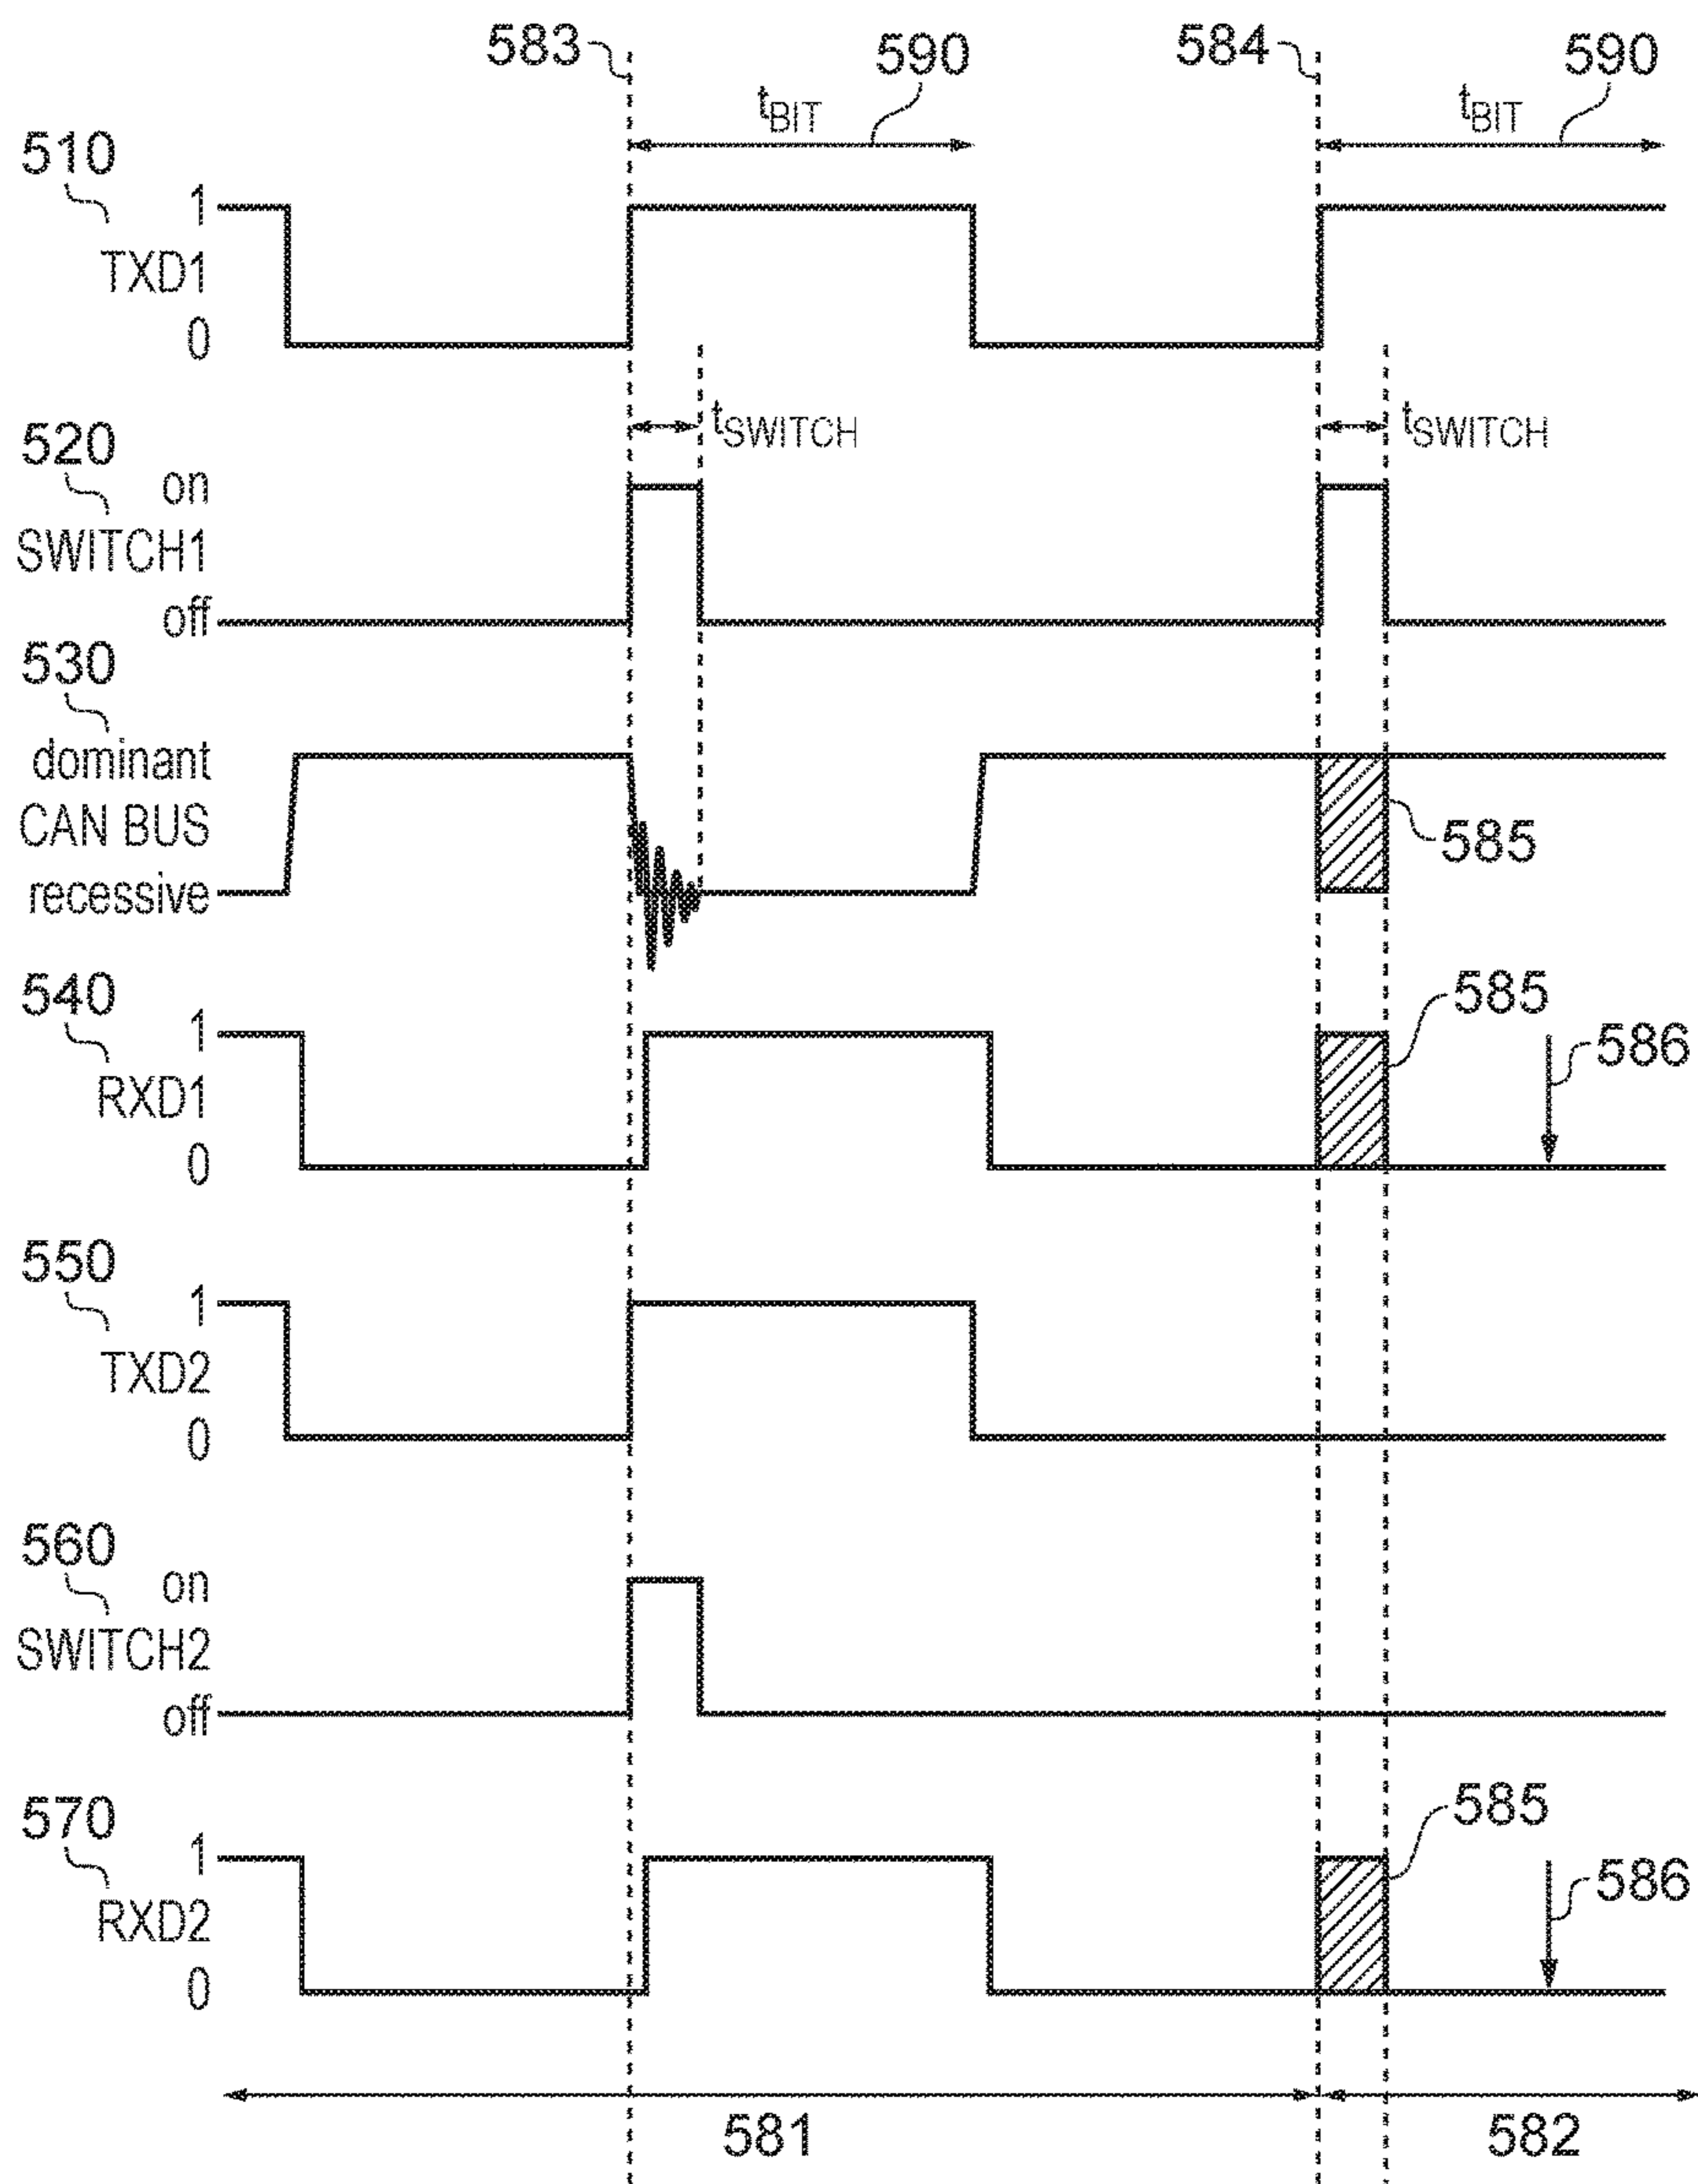 583 590 584 590
tBIT tBIT
510
1
TXD1
0
tSWITCH tSWITCH
520
on
SWITCH1
off
530
dominant
CAN BUS
585
recessive
540
585
1
586
RXD1
0
550
1
TXD2
0
560
on
SWITCH2
off
570
585
1
586
RXD2
0
581 582